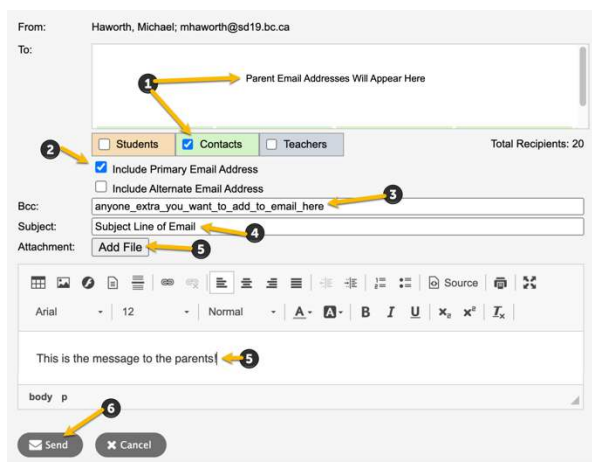 From: Haworth, Michael; mhaworth@sd19.bc.ca
To:
1 Parent Email Addresses Will Appear Here
2 Students Contacts Teachers Total Recipients: 20
Include Primary Email Address
Include Alternate Email Address
3
Bcc: anyone_extra_you_want_to_add_to_email_here
Subject: Subject Line of Email 4
Attachment: Add File 5
Source
Arial 12 Normal A A B I U x₂ x² Tx
This is the message to the parents! 5
body p
6
Send Cancel